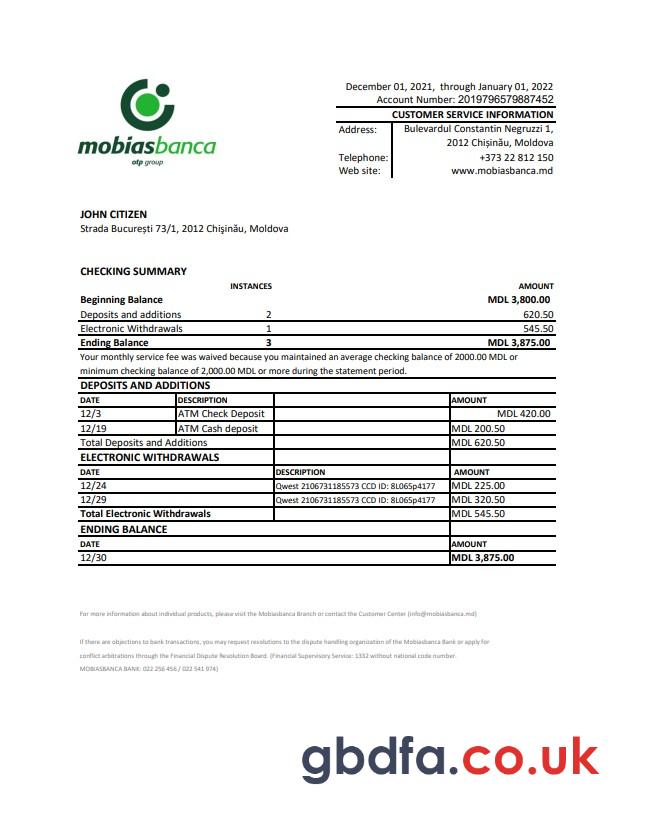 December 01, 2021, through January 01, 2022
Account Number: 2019796579887452
CUSTOMER SERVICE INFORMATION
Address: Bulevardul Constantin Negruzzi 1,
2012 Chișinău, Moldova
Telephone: +373 22 812 150
Web site: www.mobiasbanca.md
mobiasbanca
otp group
JOHN CITIZEN
Strada București 73/1, 2012 Chişinău, Moldova
CHECKING SUMMARY
INSTANCES AMOUNT
Beginning Balance MDL 3,800.00
Deposits and additions 2 620.50
Electronic Withdrawals 1 545.50
Ending Balance 3 MDL 3,875.00
Your monthly service fee was waived because you maintained an average checking balance of 2000.00 MDL or
minimum checking balance of 2,000.00 MDL or more during the statement period.
DEPOSITS AND ADDITIONS
DATE DESCRIPTION AMOUNT
12/3 ATM Check Deposit MDL 420.00
12/19 ATM Cash deposit MDL 200.50
Total Deposits and Additions MDL 620.50
ELECTRONIC WITHDRAWALS
DATE DESCRIPTION AMOUNT
12/24 Qwest 2106731185573 CCD ID: 8L065p4177 MDL 225.00
12/29 Qwest 2106731185573 CCD ID: 8L065p4177 MDL 320.50
Total Electronic Withdrawals MDL 545.50
ENDING BALANCE
DATE AMOUNT
12/30 MDL 3,875.00
For more information about individual products, please visit the Mobiasbanca Branch or contact the Customer Center (info@mobiasbanca.md)
If there are objections to bank transactions, you may request resolutions to the dispute handling organization of the Mobiasbanca Bank or apply for
conflict arbitrations through the Financial Dispute Resolution Board. (Financial Supervisory Service: 1332 without national code number.
MOBIASBANCA BANK: 022 256 456 / 022 541 974)
gbdfa.co.uk